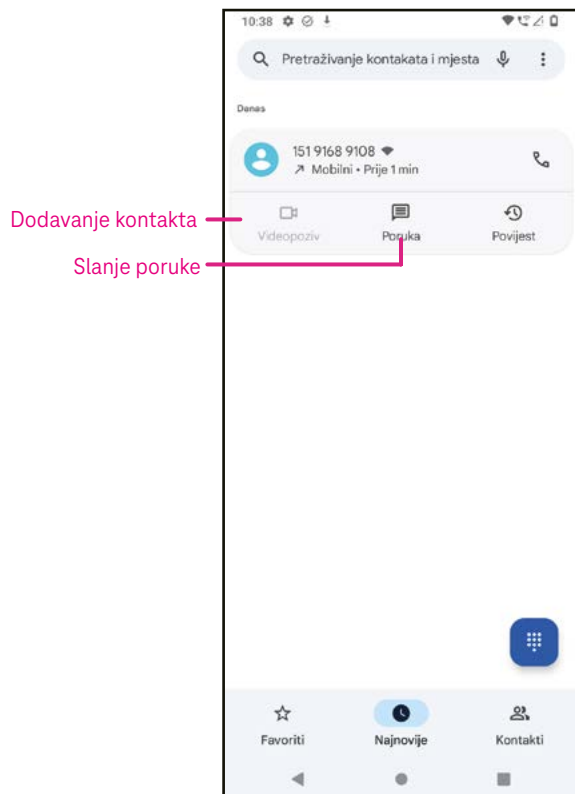 10:38
Pretraživanje kontakata i mjesta
Danas
151 9168 9108
Mobilni • Prije 1 min
Dodavanje kontakta
Videopoziv Poruka Povijest
Slanje poruke
Favoriti Najnovije Kontakti